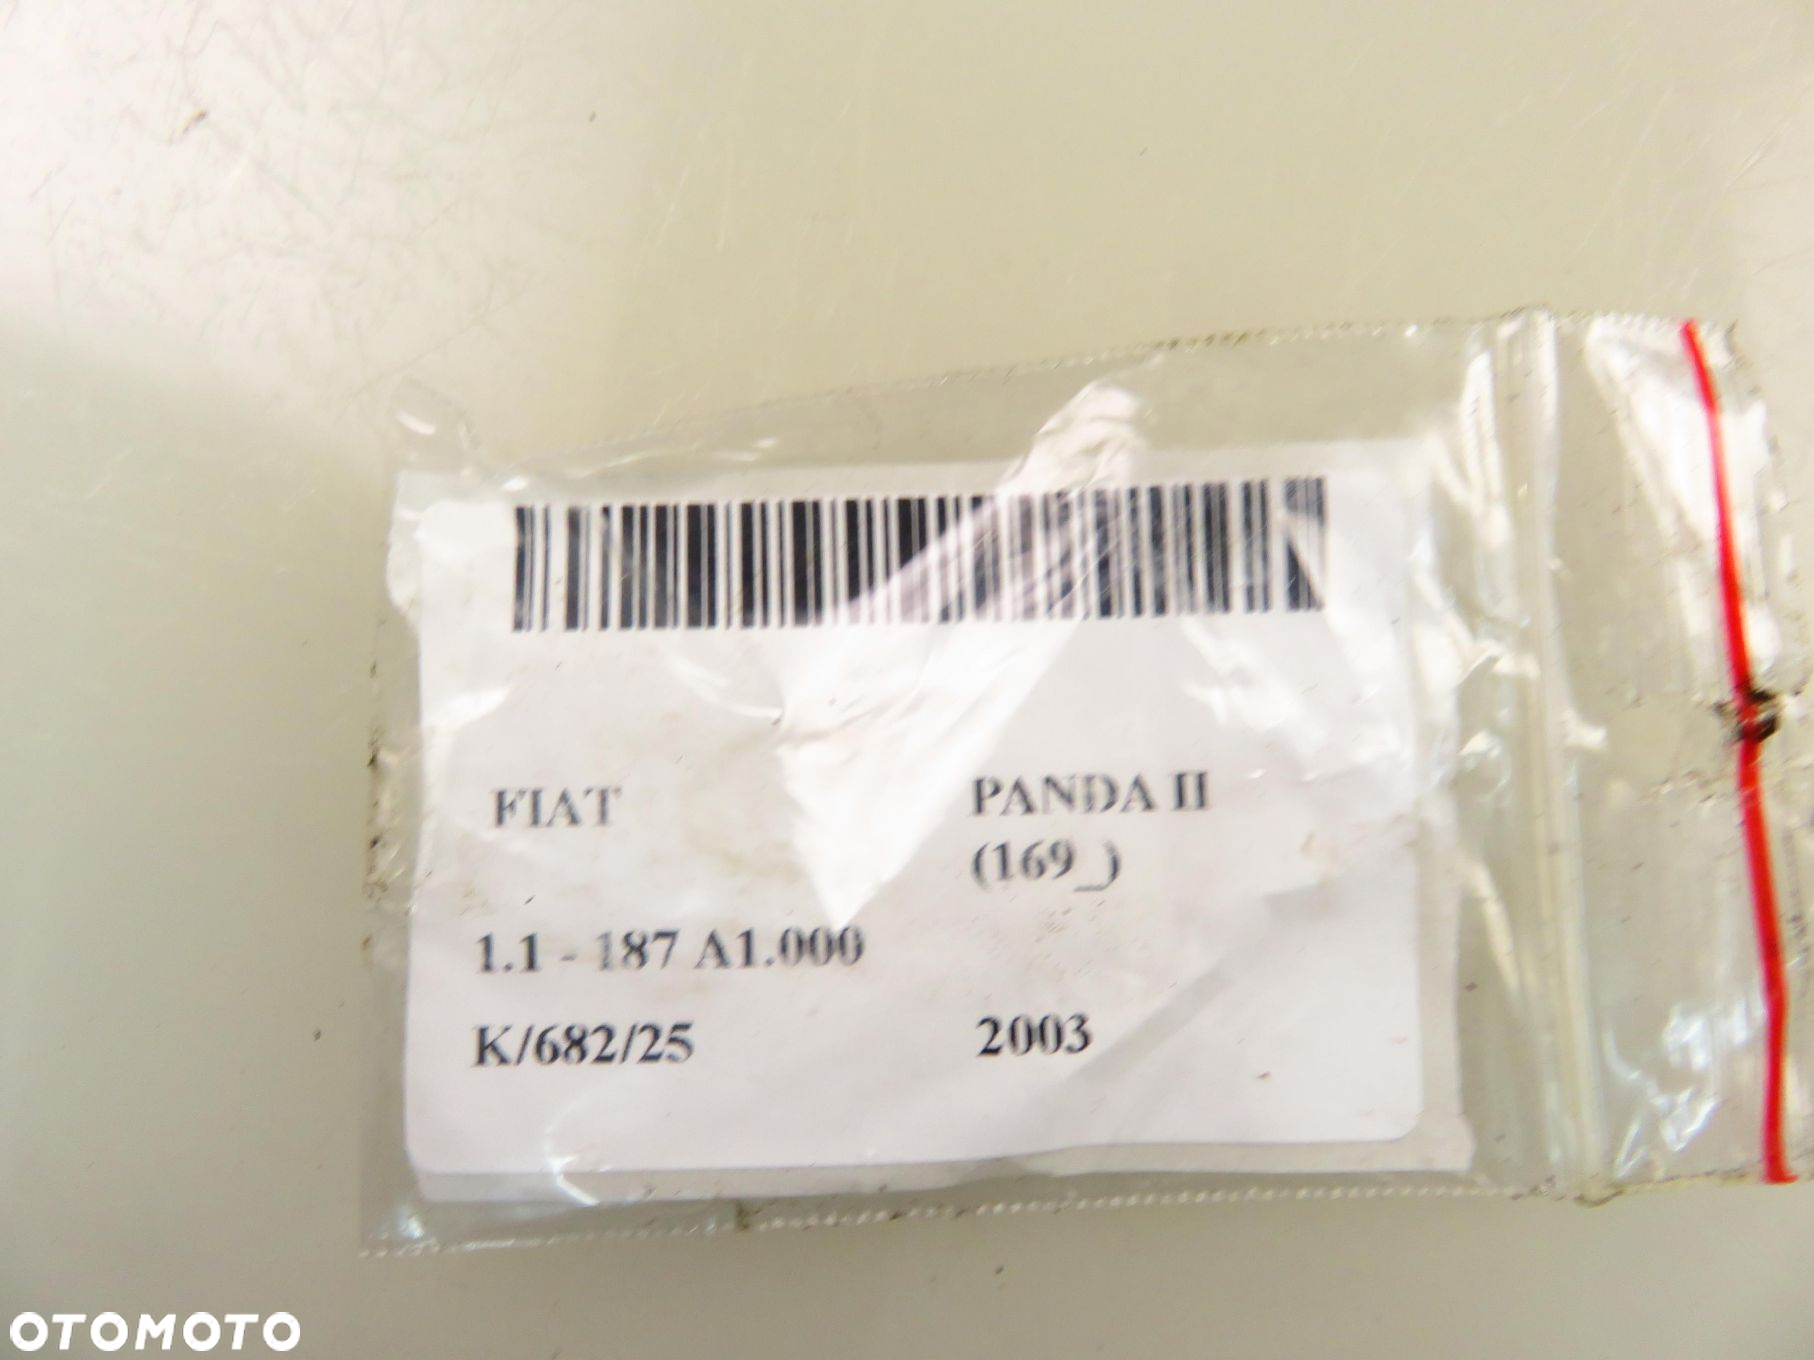 FIAT
PANDA II
(169_)
1.1 - 187 A1.000
K/682/25
2003
OTOMOTO